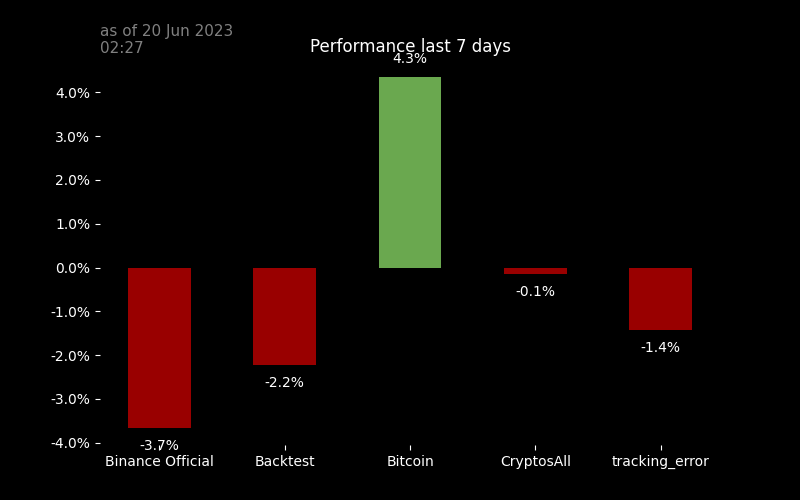 as of 20 Jun 2023
02:27
Performance last 7 days
4.3%
4.0%
3.0%
2.0%
1.0%
0.0%
-0.1%
-1.0%
-1.4%
-2.0%
-2.2%
-3.0%
-3.7%
-4.0%
Binance Official
Backtest
Bitcoin
CryptosAll
tracking_error